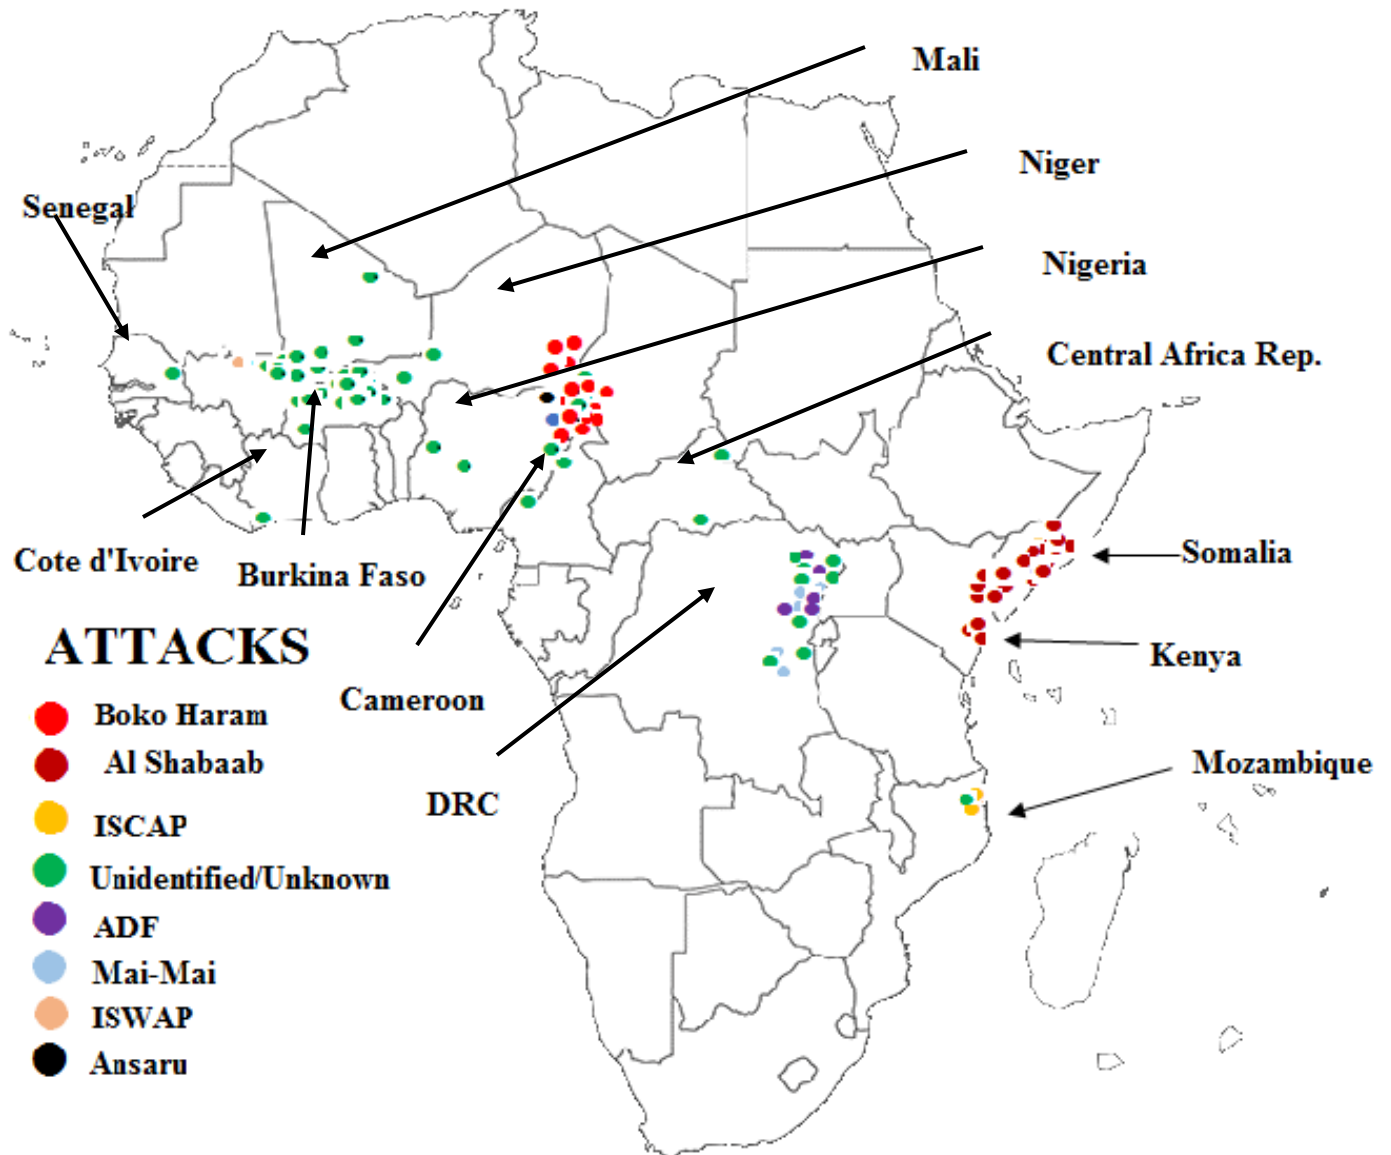 Mali
Niger
Senegal
Nigeria
Central Africa Rep.
Cote d'Ivoire
Burkina Faso
Somalia
Kenya
Cameroon
Mozambique
DRC
ATTACKS
Boko Haram
Al Shabaab
ISCAP
Unidentified/Unknown
ADF
Mai-Mai
ISWAP
Ansaru